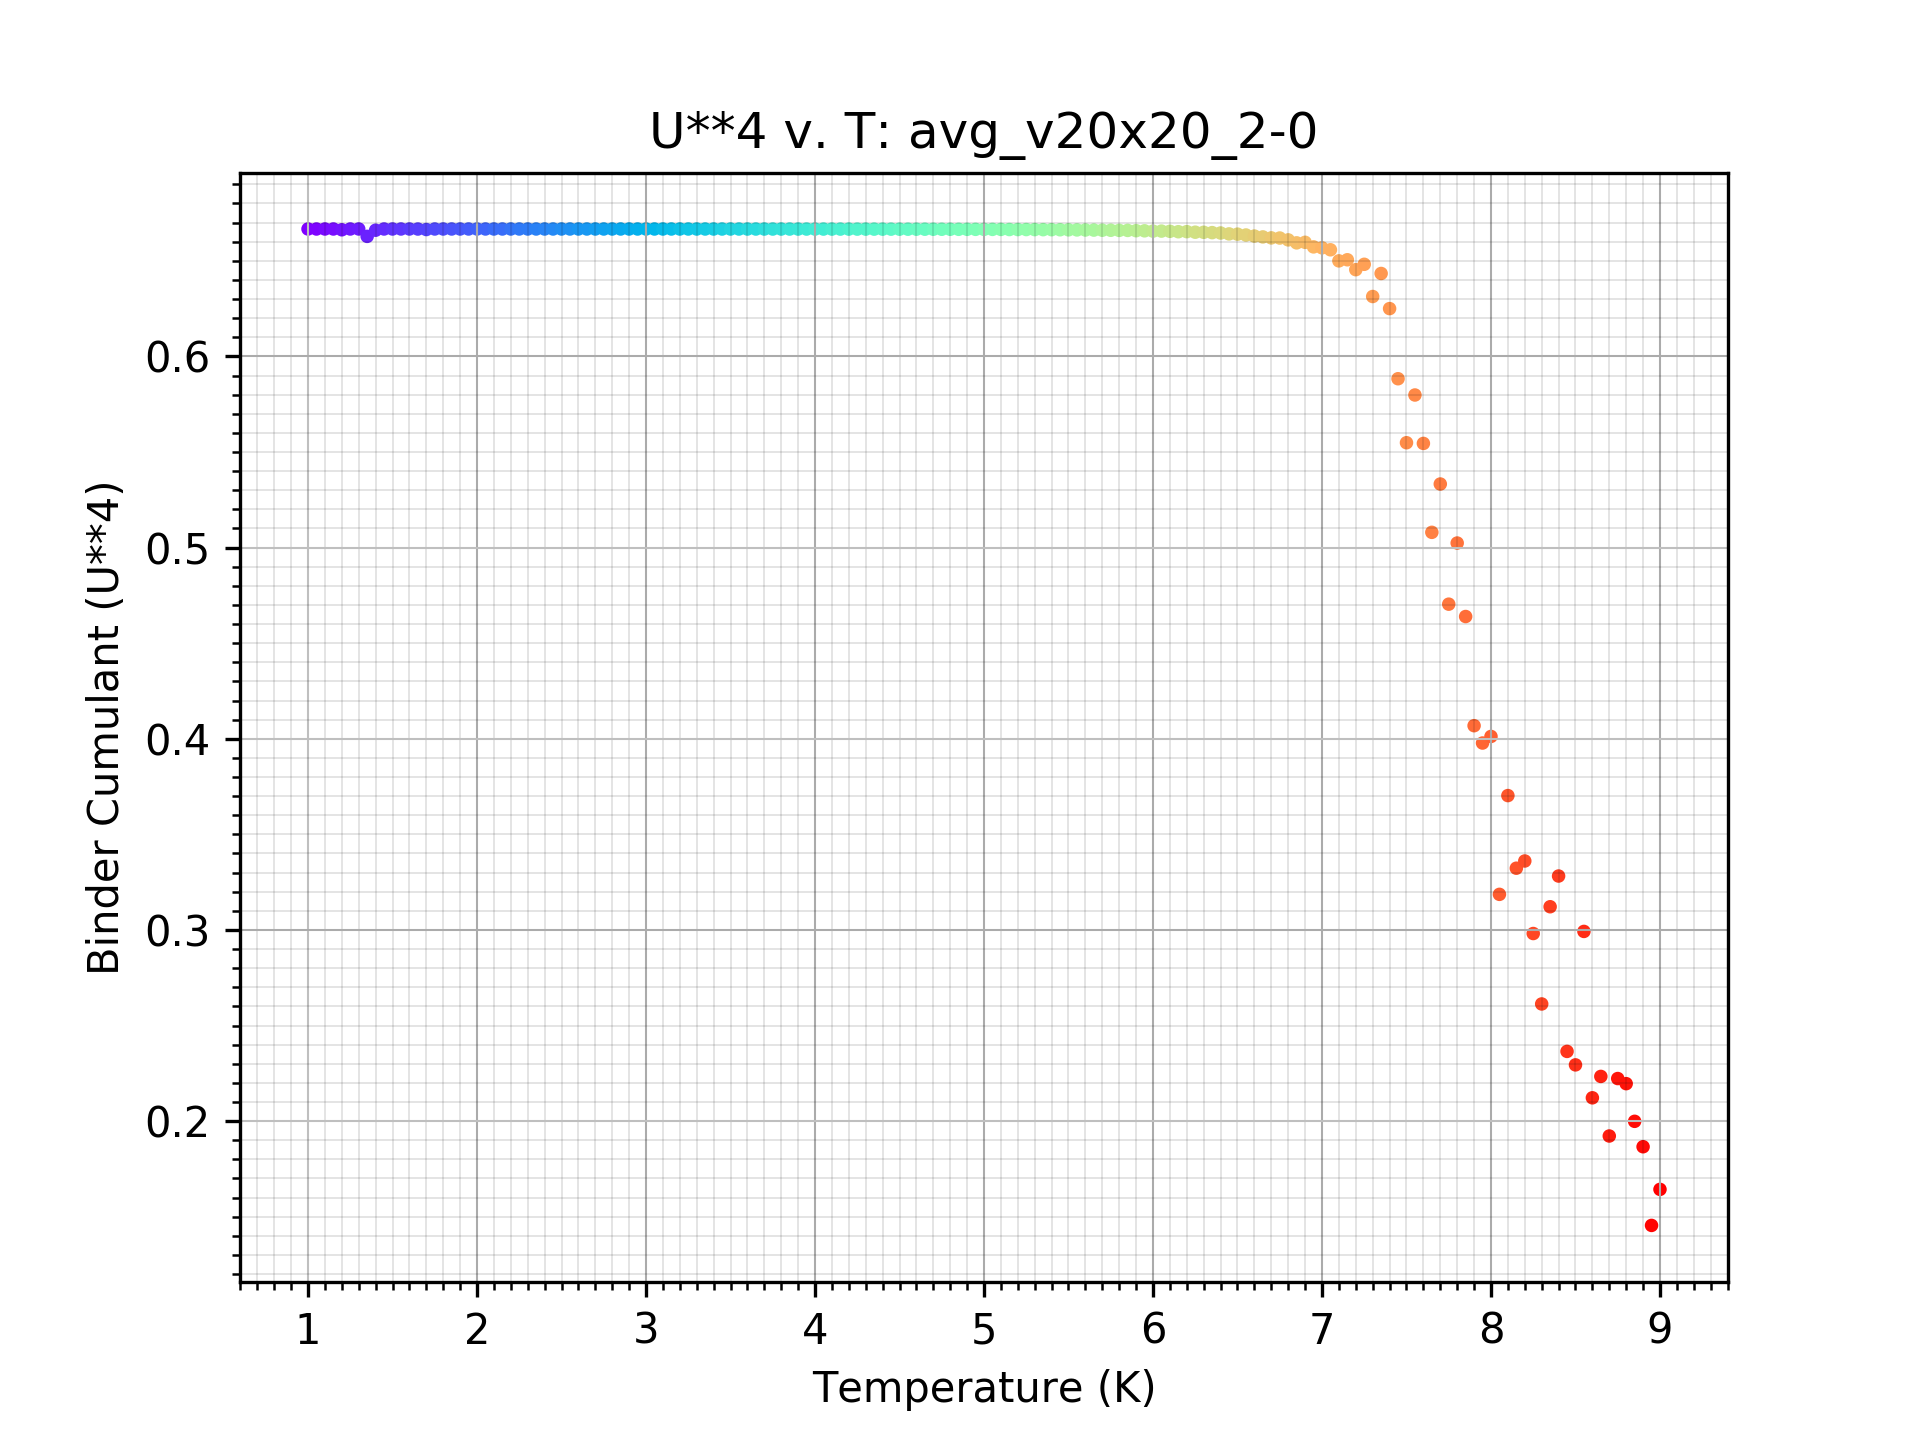 U**4 v. T: avg_v20x20_2-0
Binder Cumulant (U**4)
0.6
0.5
0.4
0.3
0.2
1 2 3 4 5 6 7 8 9
Temperature (K)